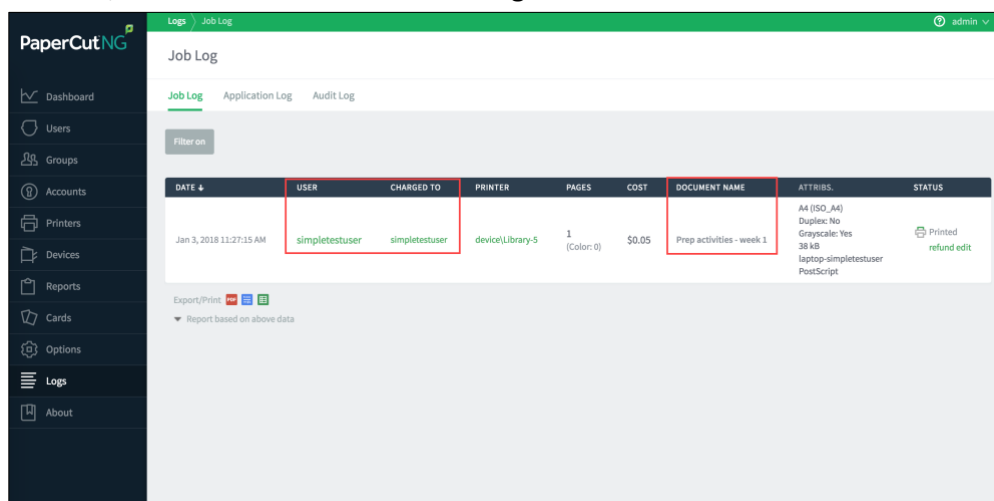 Logs Job Log
admin
PaperCutNG
Job Log
Job Log Application Log Audit Log
Dashboard
Users
Groups
Accounts
Printers
Devices
Reports
Cards
Options
Logs
About
Filter on
DATE USER CHARGED TO PRINTER PAGES COST DOCUMENT NAME ATTRIBS. STATUS
Jan 3, 2018 11:27:15 AM simpletestuser simpletestuser device\Library-5 1 $0.05 Prep activities - week 1
(Color: 0)
A4 (ISO_A4)
Duplex: No
Grayscale: Yes
38 kB
laptop-simpletestuser
PostScript
Printed
refund edit
Export/Print
Report based on above data